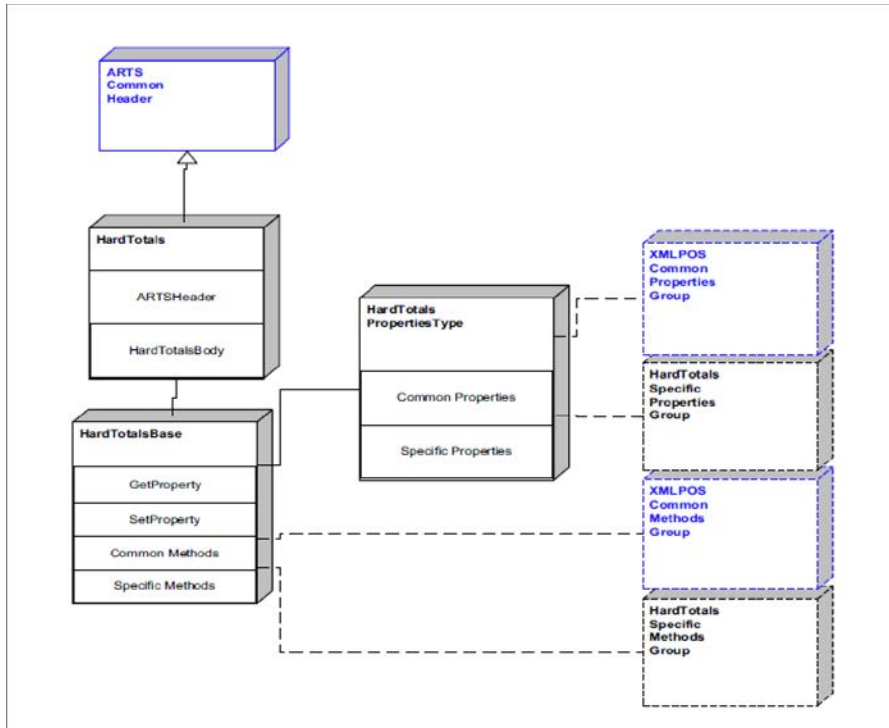 ARTS
Common
Header
HardTotals
ARTSHeader
HardTotalsBody
HardTotalsBase
GetProperty
SetProperty
Common Methods
Specific Methods
HardTotals
PropertiesType
Common Properties
Specific Properties
XMLPOS
Common
Properties
Group
HardTotals
Specific
Properties
Group
XMLPOS
Common
Methods
Group
HardTotals
Specific
Methods
Group